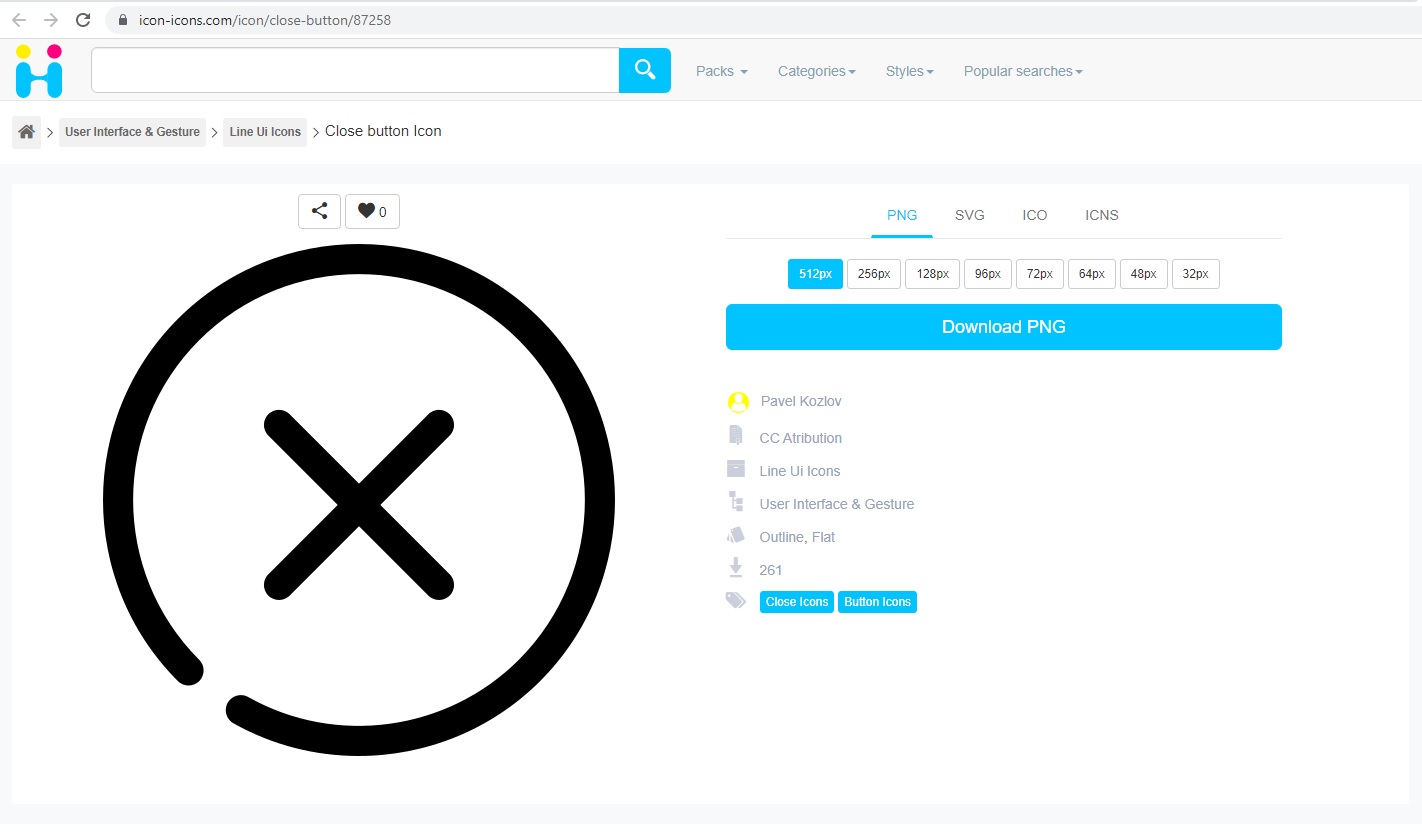 icon-icons.com/icon/close-button/87258
Packs Categories Styles Popular searches
User Interface & Gesture Line Ui Icons Close button Icon
0
PNG SVG ICO ICNS
512px 256px 128px 96px 72px 64px 48px 32px
Download PNG
Pavel Kozlov
CC Atribution
Line Ui Icons
User Interface & Gesture
Outline, Flat
261
Close Icons Button Icons